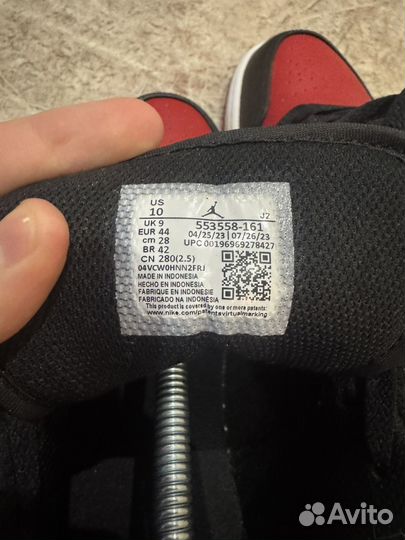 US
10
J2
UK 9
553558-161
EUR 44
04/25/23 | 07/26/23
cm 28
UPC 00196969278427
BR 42
CN 280(2.5)
04VCW0HNN2FRJ
MADE IN INDONESIA
HECHO EN INDONESIA
FABRIQUE EN INDONESIE
FABRICADO NA INDONESIA
This product is covered by one or more patents:
www.nike.com/patentsvirtualmarking
Avito